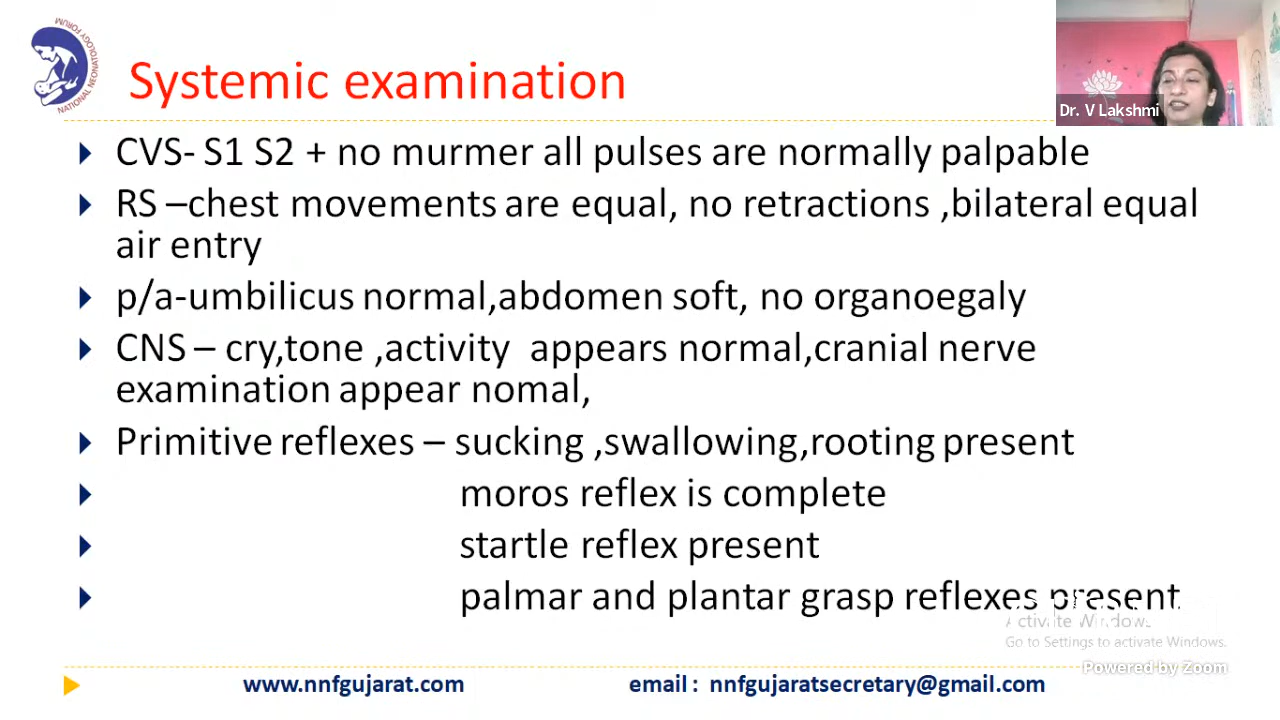 NATIONAL NEONATOLOGY FORUM
Systemic examination
Dr. V Lakshmi
CVS- S1 S2 + no murmer all pulses are normally palpable
RS –chest movements are equal, no retractions ,bilateral equal
air entry
p/a-umbilicus normal,abdomen soft, no organoegaly
CNS – cry,tone ,activity appears normal,cranial nerve
examination appear nomal,
Primitive reflexes – sucking ,swallowing,rooting present
moros reflex is complete
startle reflex present
palmar and plantar grasp reflexes present
Activate Windows
Go to Settings to activate Windows.
Powered by Zoom
www.nnfgujarat.com email : nnfgujaratsecretary@gmail.com